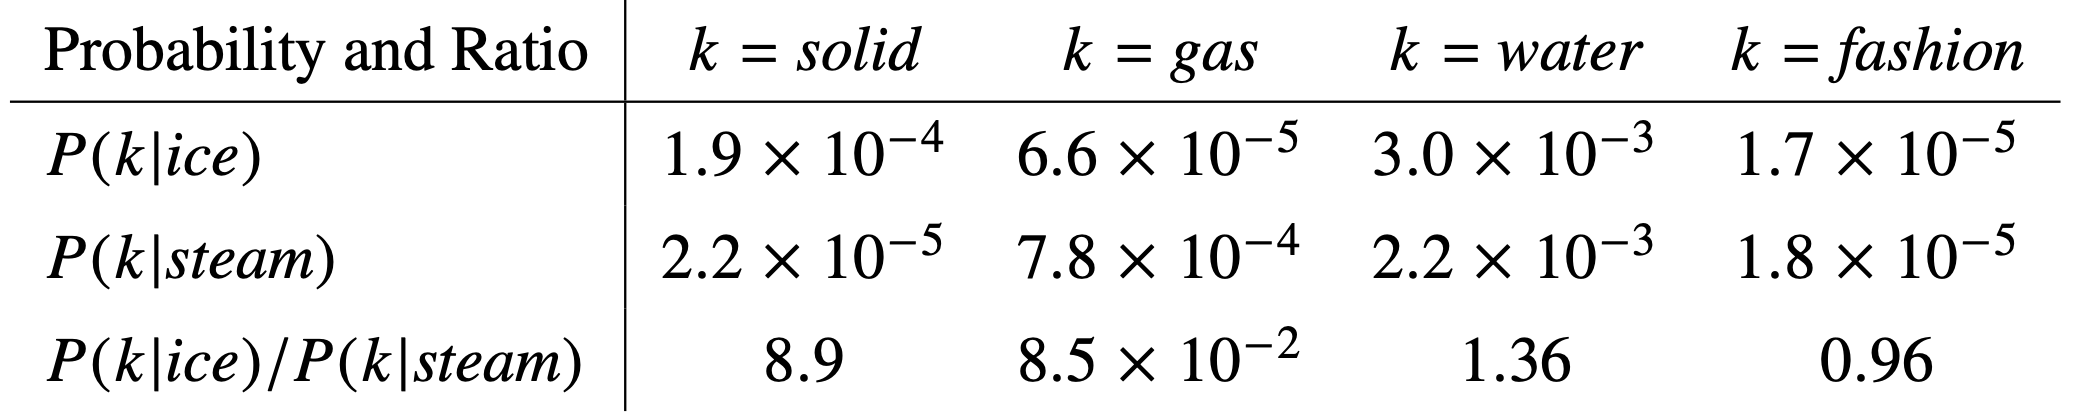 Probability and Ratio k = solid k = gas k = water k = fashion
P(k|ice) 1.9 × 10⁻⁴ 6.6 × 10⁻⁵ 3.0 × 10⁻³ 1.7 × 10⁻⁵
P(k|steam) 2.2 × 10⁻⁵ 7.8 × 10⁻⁴ 2.2 × 10⁻³ 1.8 × 10⁻⁵
P(k|ice)/P(k|steam) 8.9 8.5 × 10⁻² 1.36 0.96